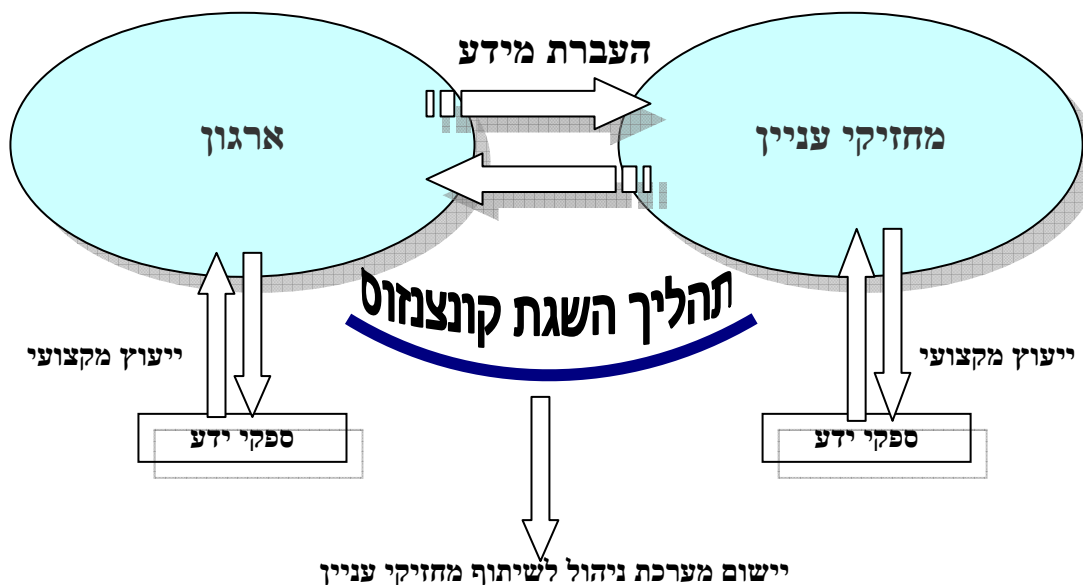 העברת מידע
מחזיקי עניין
ארגון
תהליך השגת קונצנזוס
ייעוץ מקצועי
ייעוץ מקצועי
ספקי ידע
ספקי ידע
יישום מערכת ניהול לשיתוף מחזיקי עניין